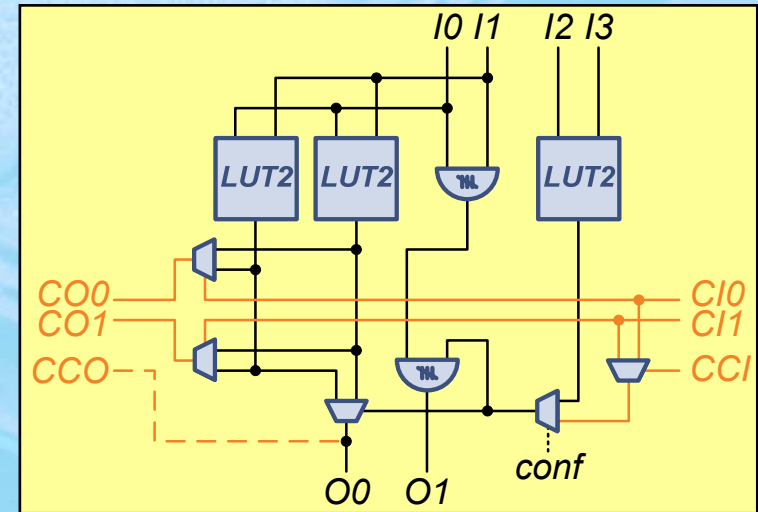 I0 I1 I2 I3
LUT2 LUT2 LUT2
CO0 CI0
CO1 CI1
CCO CCI
conf
O0 O1